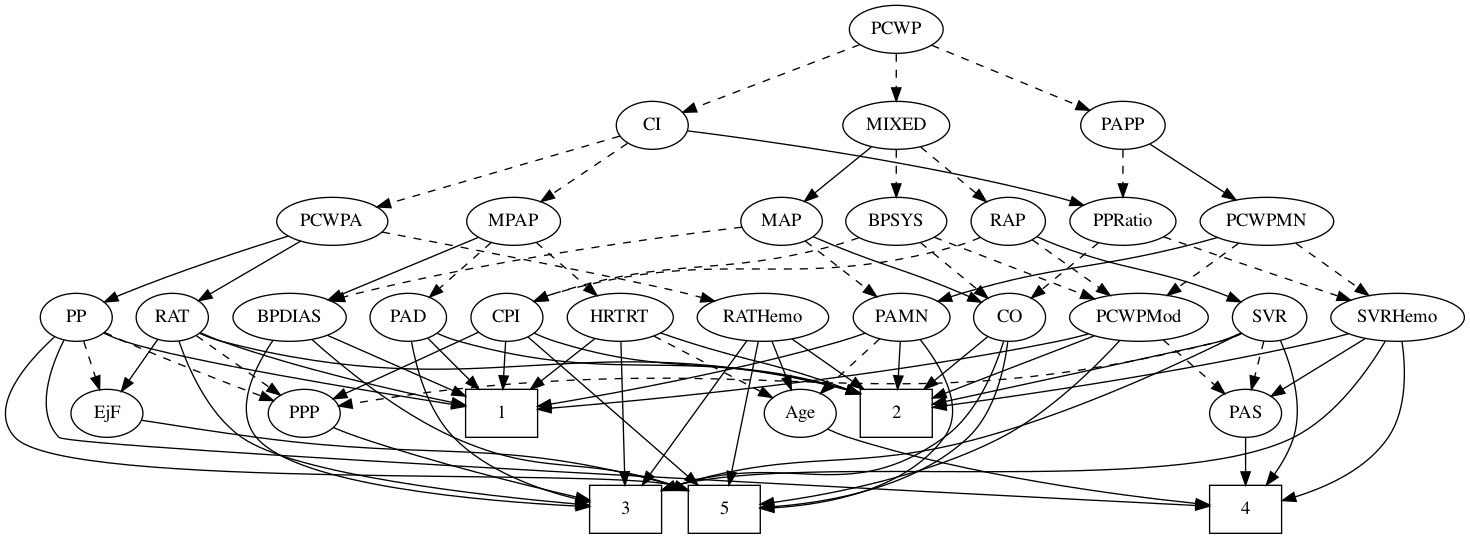 PCWP
CI MIXED PAPP
PCWPA MPAP MAP BPSYS RAP PPRatio PCWPMN
PP RAT BPDIAS PAD CPI HRTRT RATHemo PAMN CO PCWPMod SVR SVRHemo
EjF PPP 1 Age 2 PAS
3 5 4